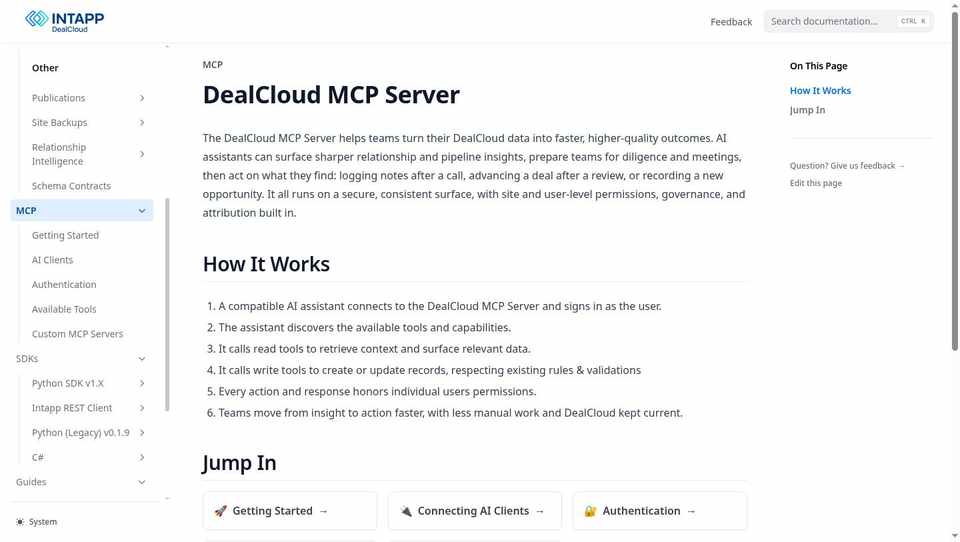 INTAPP
DealCloud
Feedback
Search documentation...
CTRL K
Other
Publications
Site Backups
Relationship
Intelligence
Schema Contracts
MCP
Getting Started
AI Clients
Authentication
Available Tools
Custom MCP Servers
SDKs
Python SDK v1.X
Intapp REST Client
Python (Legacy) v0.1.9
C#
Guides
System
MCP
DealCloud MCP Server
The DealCloud MCP Server helps teams turn their DealCloud data into faster, higher-quality outcomes. AI
assistants can surface sharper relationship and pipeline insights, prepare teams for diligence and meetings,
then act on what they find: logging notes after a call, advancing a deal after a review, or recording a new
opportunity. It all runs on a secure, consistent surface, with site and user-level permissions, governance, and
attribution built in.
How It Works
1. A compatible AI assistant connects to the DealCloud MCP Server and signs in as the user.
2. The assistant discovers the available tools and capabilities.
3. It calls read tools to retrieve context and surface relevant data.
4. It calls write tools to create or update records, respecting existing rules & validations
5. Every action and response honors individual users permissions.
6. Teams move from insight to action faster, with less manual work and DealCloud kept current.
Jump In
🚀 Getting Started →
🔌 Connecting AI Clients →
🔐 Authentication →
On This Page
How It Works
Jump In
Question? Give us feedback →
Edit this page